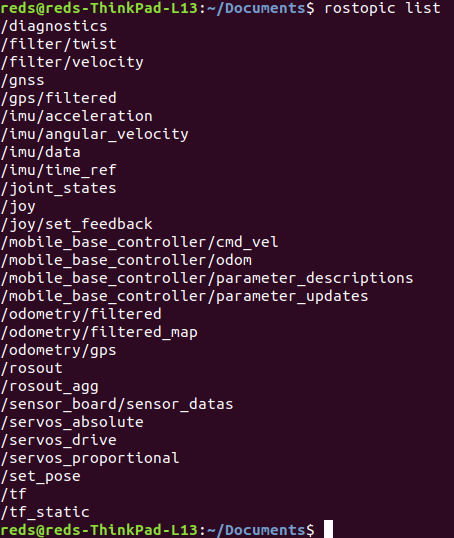 reds@reds-ThinkPad-L13:~/Documents$ rostopic list
/diagnostics
/filter/twist
/filter/velocity
/gnss
/gps/filtered
/imu/acceleration
/imu/angular_velocity
/imu/data
/imu/time_ref
/joint_states
/joy
/joy/set_feedback
/mobile_base_controller/cmd_vel
/mobile_base_controller/odom
/mobile_base_controller/parameter_descriptions
/mobile_base_controller/parameter_updates
/odometry/filtered
/odometry/filtered_map
/odometry/gps
/rosout
/rosout_agg
/sensor_board/sensor_datas
/servos_absolute
/servos_drive
/servos_proportional
/set_pose
/tf
/tf_static
reds@reds-ThinkPad-L13:~/Documents$